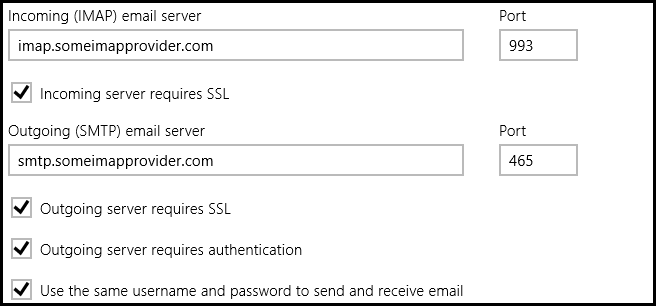 Incoming (IMAP) email server Port
imap.someimapprovider.com 993
Incoming server requires SSL
Outgoing (SMTP) email server Port
smtp.someimapprovider.com 465
Outgoing server requires SSL
Outgoing server requires authentication
Use the same username and password to send and receive email